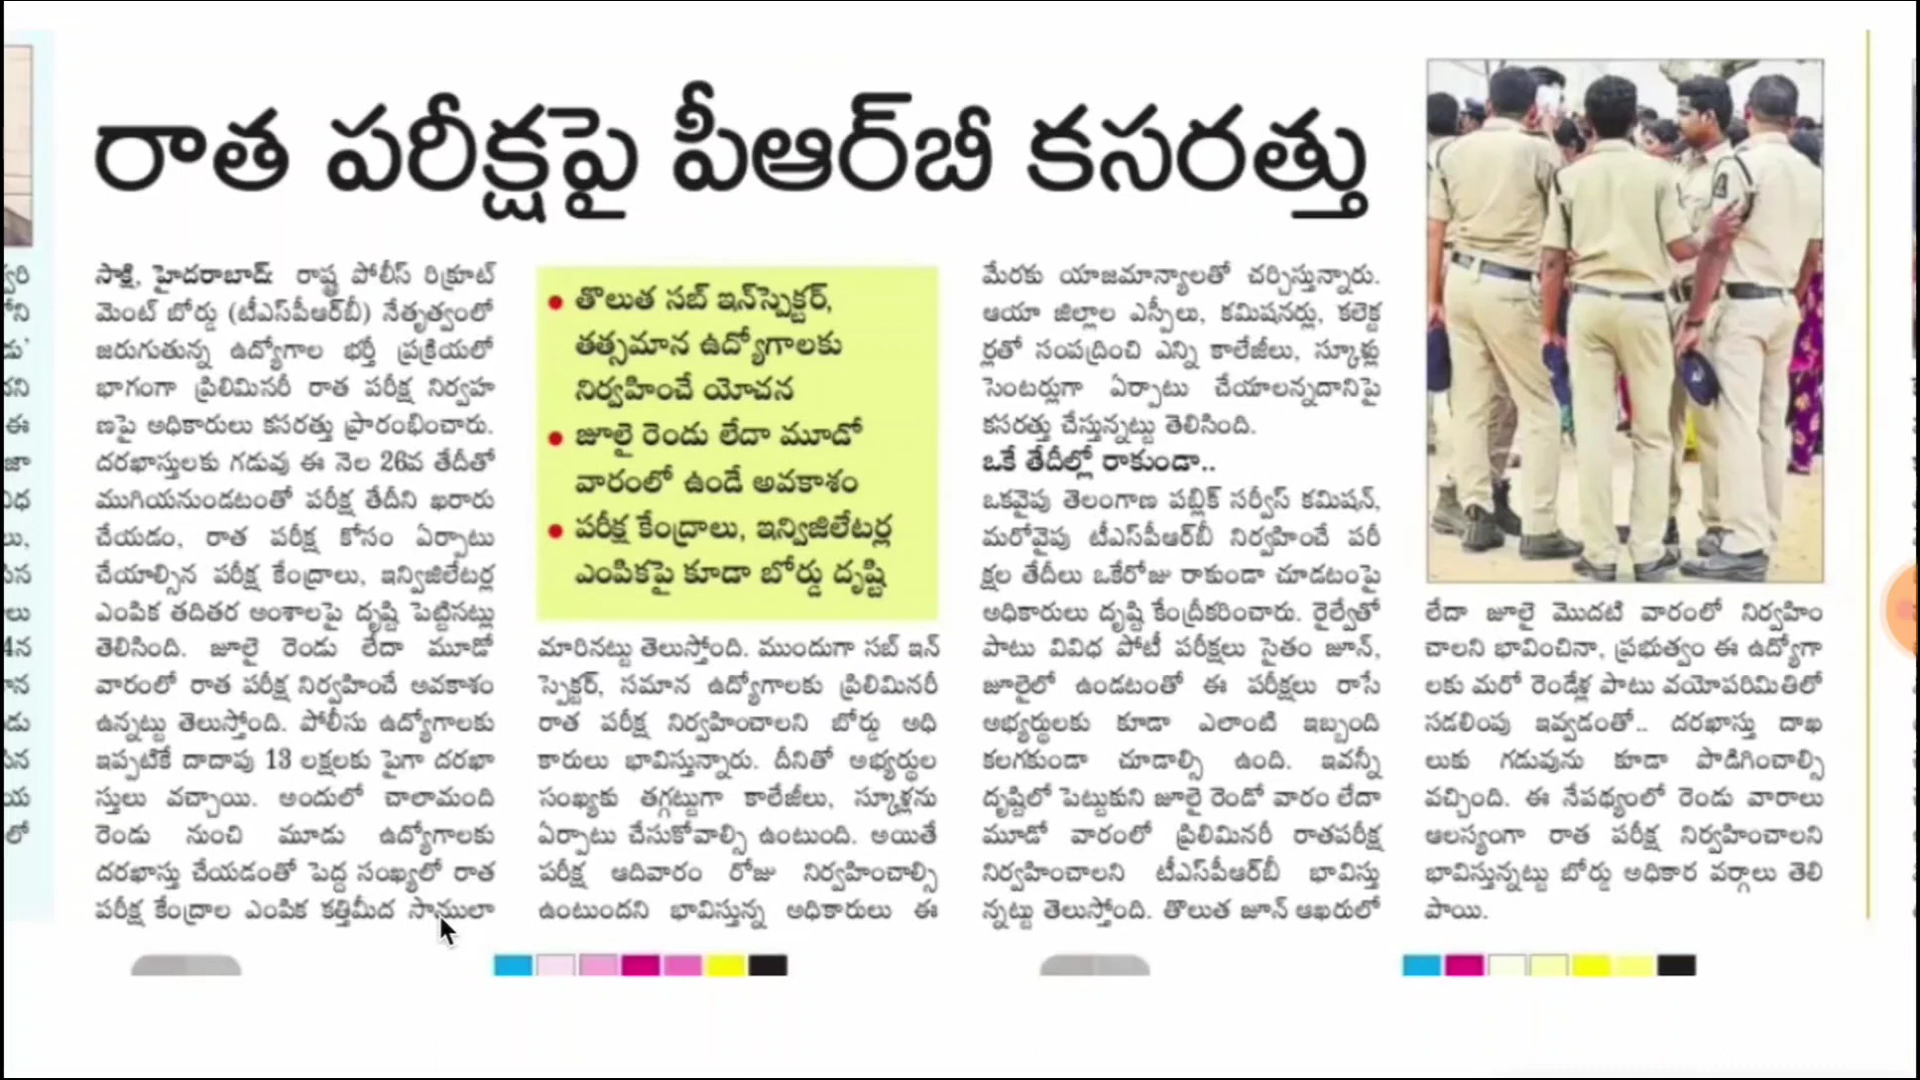 రాత పరీక్షపై పీఆర్‌బీ కసరత్తు
సాక్షి, హైదరాబాద్: రాష్ట్ర పోలీస్ రిక్రూట్
మెంట్ బోర్డు (టీఎస్‌పీఆర్‌బీ) నేతృత్వంలో
జరుగుతున్న ఉద్యోగాల భర్తీ ప్రక్రియలో
భాగంగా ప్రిలిమినరీ రాత పరీక్ష నిర్వహ
ణపై అధికారులు కసరత్తు ప్రారంభించారు.
దరఖాస్తులకు గడువు ఈ నెల 26వ తేదీతో
ముగియనుండటంతో పరీక్ష తేదీని ఖరారు
చేయడం, రాత పరీక్ష కోసం ఏర్పాటు
చేయాల్సిన పరీక్ష కేంద్రాలు, ఇన్విజిలేటర్ల
ఎంపిక తదితర అంశాలపై దృష్టి పెట్టినట్లు
తెలిసింది. జూలై రెండు లేదా మూడో
వారంలో రాత పరీక్ష నిర్వహించే అవకాశం
ఉన్నట్టు తెలుస్తోంది. పోలీసు ఉద్యోగాలకు
ఇప్పటికే దాదాపు 13 లక్షలకు పైగా దరఖా
స్తులు వచ్చాయి. అందులో చాలామంది
రెండు నుంచి మూడు ఉద్యోగాలకు
దరఖాస్తు చేయడంతో పెద్ద సంఖ్యలో రాత
పరీక్ష కేంద్రాల ఎంపిక కత్తిమీద సాములా
• తొలుత సబ్ ఇన్‌స్పెక్టర్,
తత్సమాన ఉద్యోగాలకు
నిర్వహించే యోచన
• జూలై రెండు లేదా మూడో
వారంలో ఉండే అవకాశం
• పరీక్ష కేంద్రాలు, ఇన్విజిలేటర్ల
ఎంపికపై కూడా బోర్డు దృష్టి
మారినట్టు తెలుస్తోంది. ముందుగా సబ్ ఇన్
స్పెక్టర్, సమాన ఉద్యోగాలకు ప్రిలిమినరీ
రాత పరీక్ష నిర్వహించాలని బోర్డు అధి
కారులు భావిస్తున్నారు. దీనితో అభ్యర్థుల
సంఖ్యకు తగ్గట్టుగా కాలేజీలు, స్కూళ్లను
ఏర్పాటు చేసుకోవాల్సి ఉంటుంది. అయితే
పరీక్ష ఆదివారం రోజు నిర్వహించాల్సి
ఉంటుందని భావిస్తున్న అధికారులు ఈ
మేరకు యాజమాన్యాలతో చర్చిస్తున్నారు.
ఆయా జిల్లాల ఎస్పీలు, కమిషనర్లు, కలెక్ట
ర్లతో సంప్రదించి ఎన్ని కాలేజీలు, స్కూళ్లు
సెంటర్లుగా ఏర్పాటు చేయాలన్నదానిపై
కసరత్తు చేస్తున్నట్టు తెలిసింది.
ఒకే తేదీల్లో రాకుండా..
ఒకవైపు తెలంగాణ పబ్లిక్ సర్వీస్ కమిషన్,
మరోవైపు టీఎస్‌పీఆర్‌బీ నిర్వహించే పరీ
క్షల తేదీలు ఒకేరోజు రాకుండా చూడటంపై
అధికారులు దృష్టి కేంద్రీకరించారు. రైల్వేతో
పాటు వివిధ పోటీ పరీక్షలు సైతం జూన్,
జూలైలో ఉండటంతో ఈ పరీక్షలు రాసే
అభ్యర్థులకు కూడా ఎలాంటి ఇబ్బంది
కలగకుండా చూడాల్సి ఉంది. ఇవన్నీ
దృష్టిలో పెట్టుకుని జూలై రెండో వారం లేదా
మూడో వారంలో ప్రిలిమినరీ రాతపరీక్ష
నిర్వహించాలని టీఎస్‌పీఆర్‌బీ భావిస్తు
న్నట్టు తెలుస్తోంది. తొలుత జూన్ ఆఖరులో
లేదా జూలై మొదటి వారంలో నిర్వహిం
చాలని భావించినా, ప్రభుత్వం ఈ ఉద్యోగా
లకు మరో రెండేళ్ల పాటు వయోపరిమితిలో
సడలింపు ఇవ్వడంతో.. దరఖాస్తు దాఖ
లుకు గడువును కూడా పొడిగించాల్సి
వచ్చింది. ఈ నేపథ్యంలో రెండు వారాలు
ఆలస్యంగా రాత పరీక్ష నిర్వహించాలని
భావిస్తున్నట్టు బోర్డు అధికార వర్గాలు తెలి
పాయి.